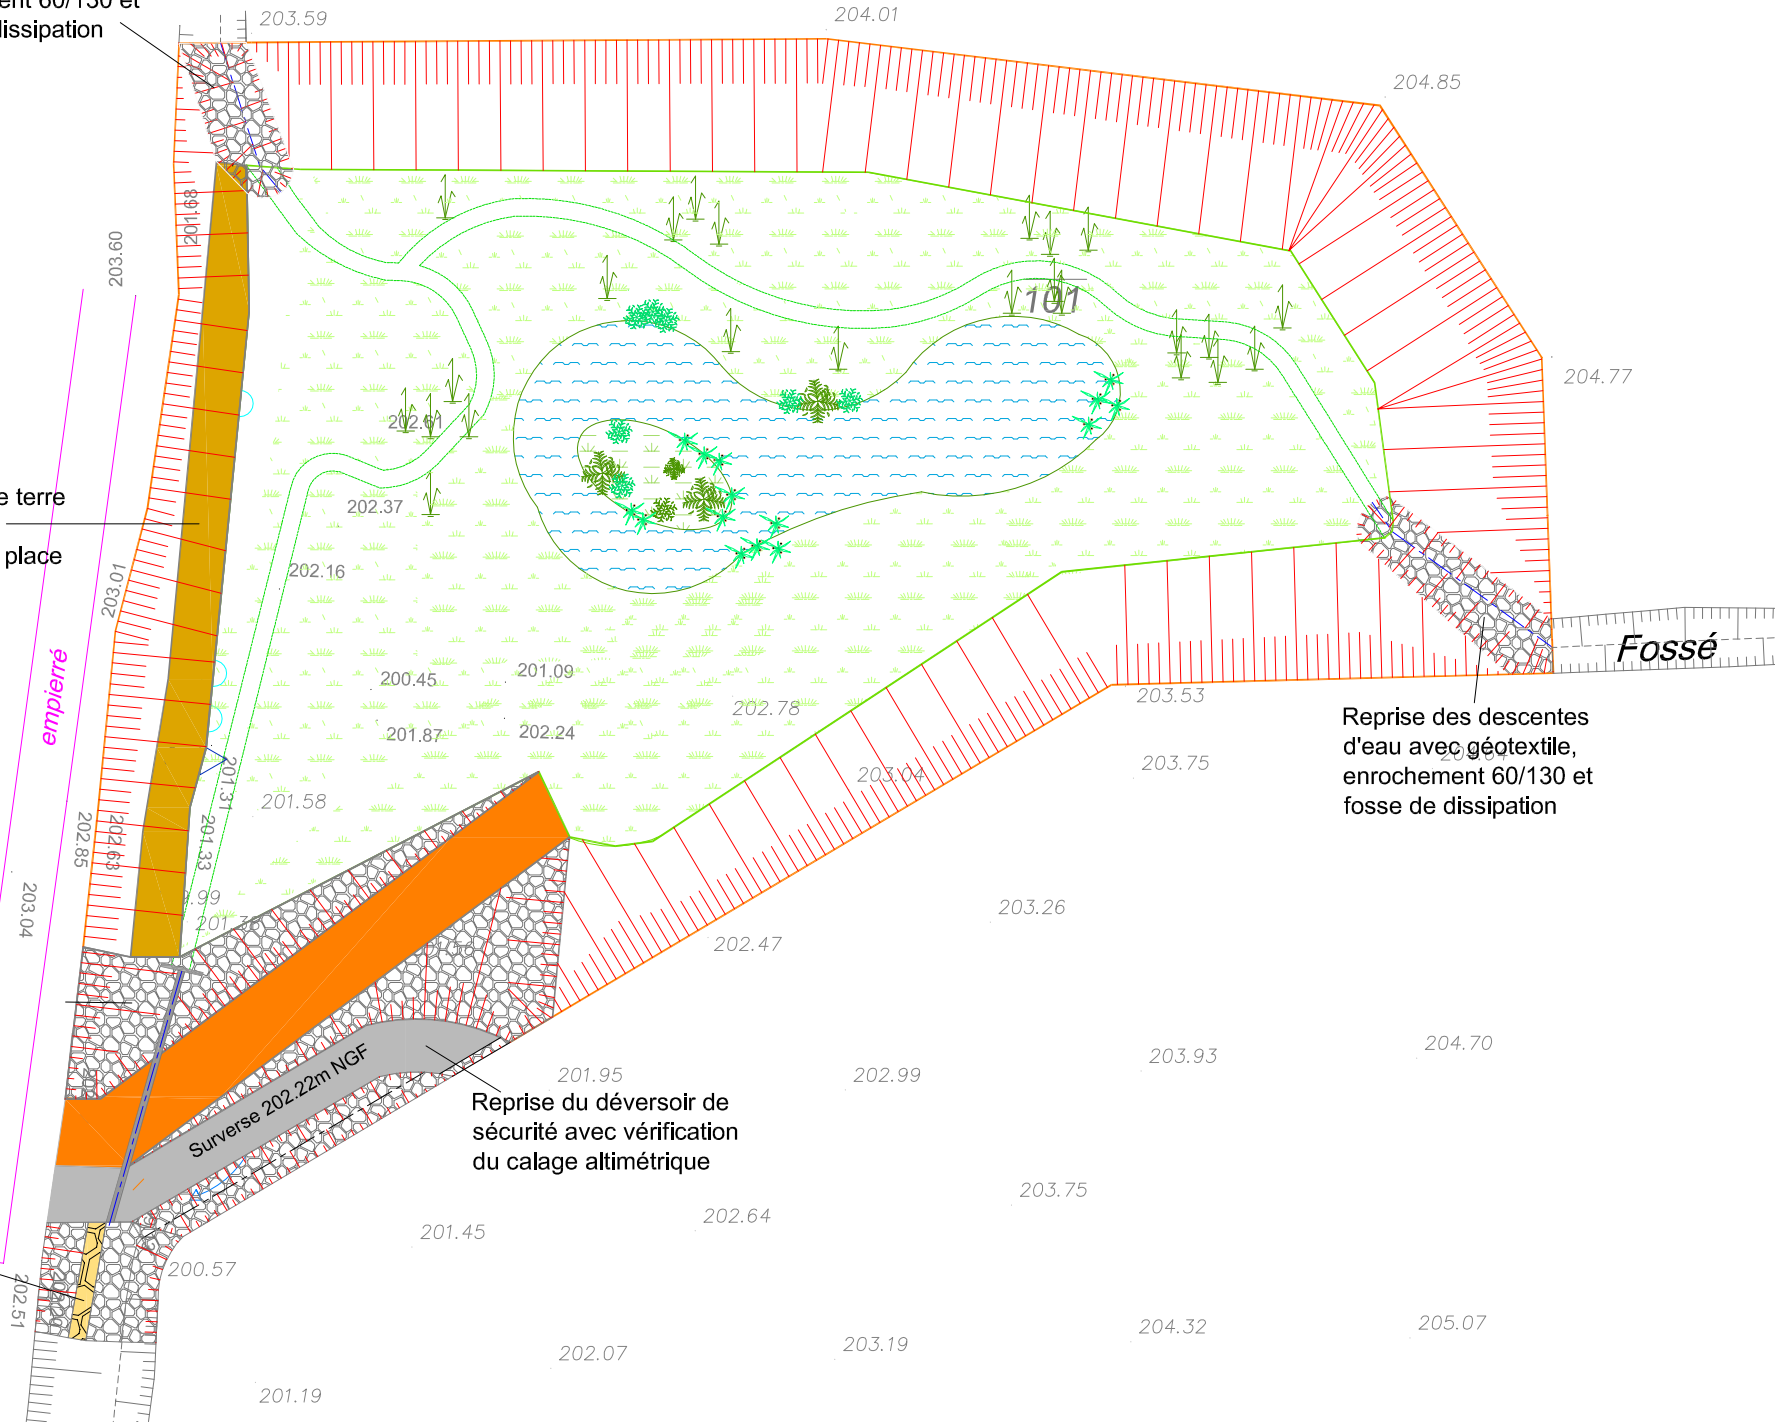 ment 60/130 et
dissipation
203.59
204.01
204.85
201.68
203.60
101
204.77
202.61
e terre
202.37
place
202.16
203.01
empierré
Fossé
200.45
201.09
202.78
203.53
201.87
202.24
Reprise des descentes
d'eau avec géotextile,
enrochement 60/130 et
fosse de dissipation
203.04
203.75
201.31
201.58
202.85
202.63
201.33
203.04
203.26
202.47
Surverse 202.22m NGF
201.95
202.99
203.93
204.70
Reprise du déversoir de
sécurité avec vérification
du calage altimétrique
203.75
202.64
201.45
200.57
202.51
204.32
205.07
203.19
202.07
201.19